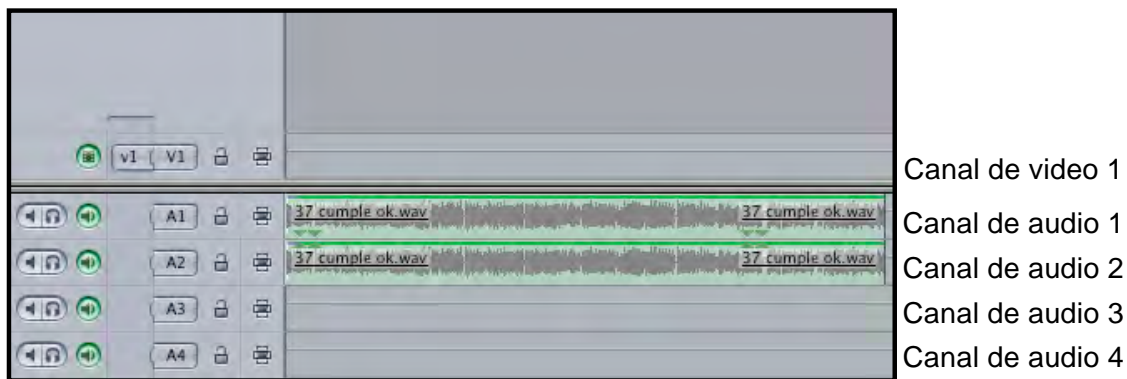 v1 V1 Canal de video 1
A1 37 cumple ok.wav 37 cumple ok.wav Canal de audio 1
A2 37 cumple ok.wav 37 cumple ok.wav Canal de audio 2
A3 Canal de audio 3
A4 Canal de audio 4